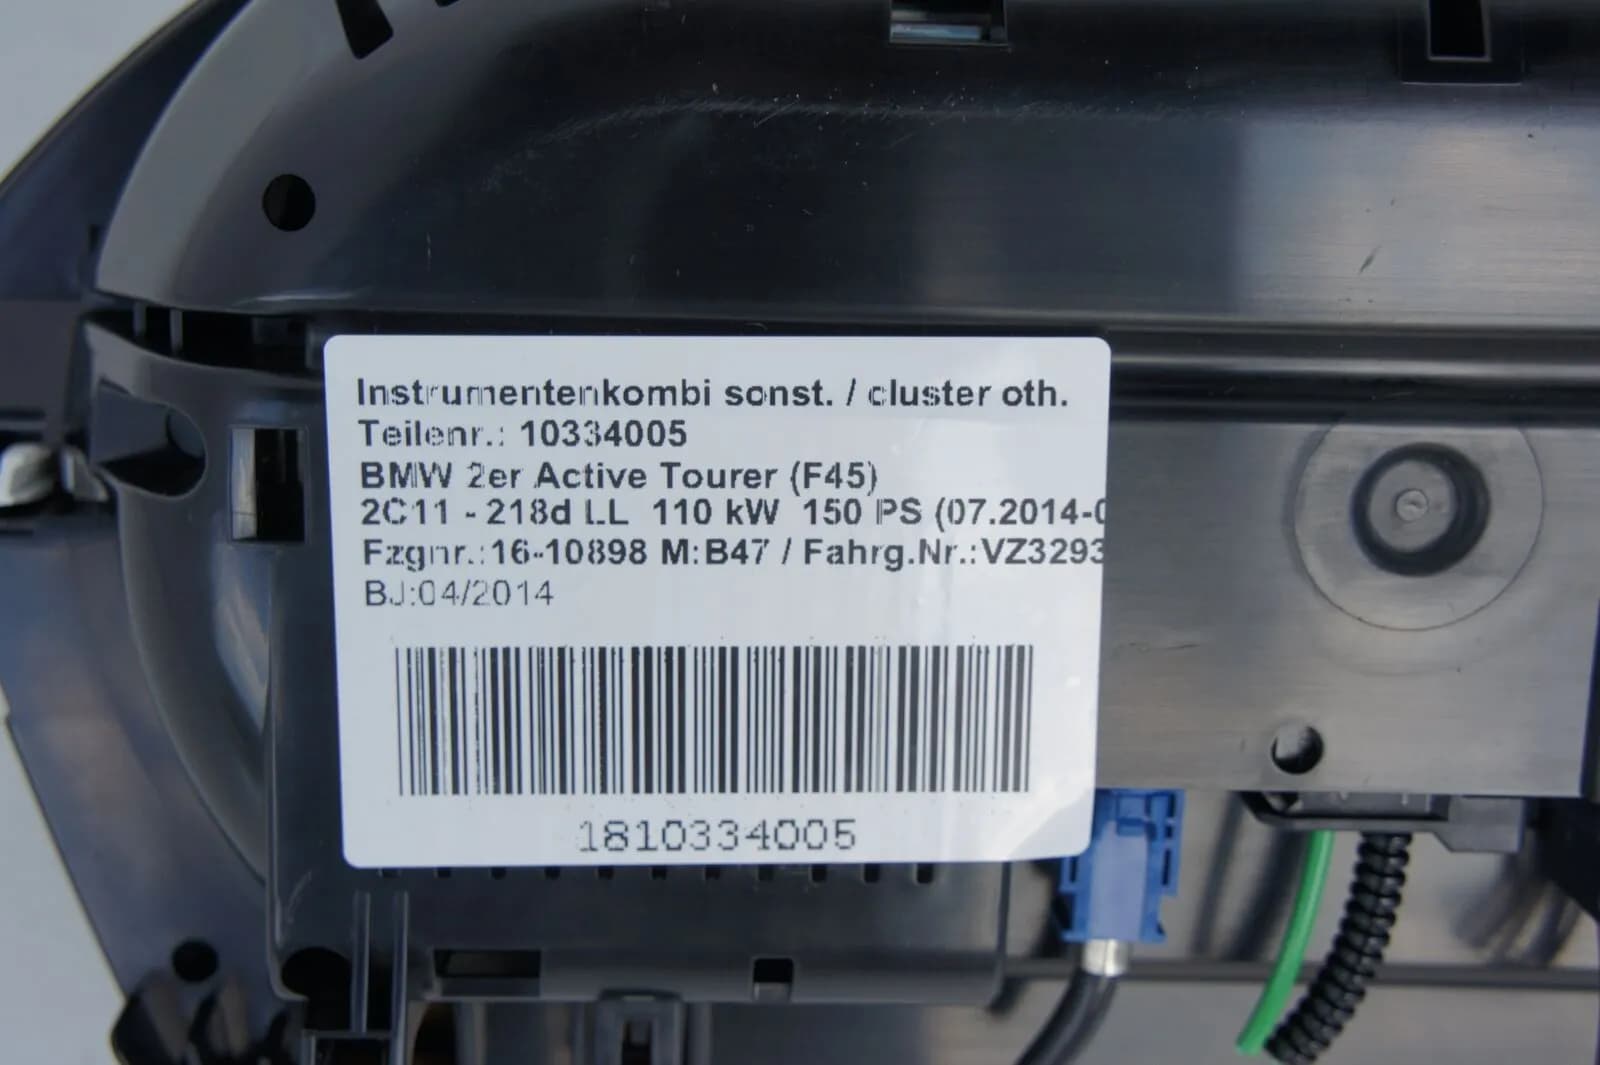 Instrumentenkombi sonst. / cluster oth.
Teilenr.: 10334005
BMW 2er Active Tourer (F45)
2C11 - 218d LL 110 kW 150 PS (07.2014-0
Fzgnr.:16-10898 M:B47 / Fahrg.Nr.:VZ3293
BJ:04/2014
1810334005